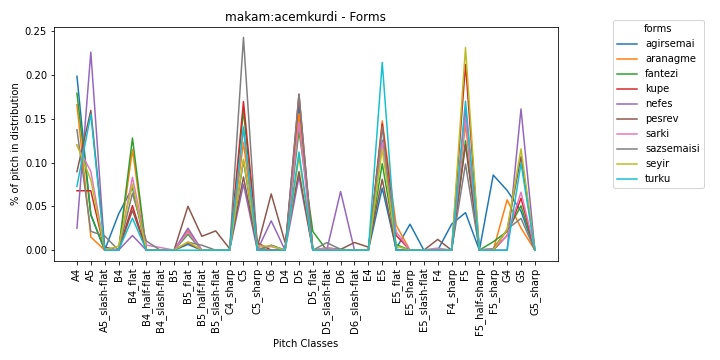 makam:acemkurdi - Forms
% of pitch in distribution
0.25
0.20
0.15
0.10
0.05
0.00
A4
A5
A5_slash-flat
B4
B4_flat
B4_half-flat
B4_slash-flat
B5
B5_flat
B5_half-flat
B5_slash-flat
C4_sharp
C5
C5_sharp
C6
D4
D5
D5_flat
D5_slash-flat
D6
D6_slash-flat
E4
E5
E5_flat
E5_sharp
E5_slash-flat
F4
F4_sharp
F5
F5_half-sharp
F5_sharp
G4
G5
G5_sharp
Pitch Classes
forms
agirsemai
aranagme
fantezi
kupe
nefes
pesrev
sarki
sazsemaisi
seyir
turku